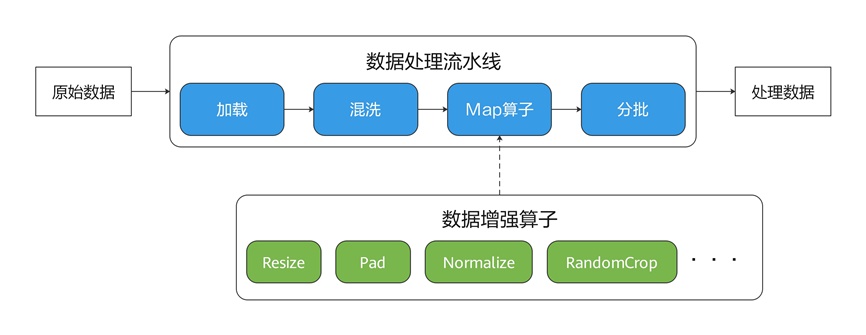 数据处理流水线
原始数据
加载
混洗
Map算子
分批
处理数据
数据增强算子
Resize
Pad
Normalize
RandomCrop
· · ·